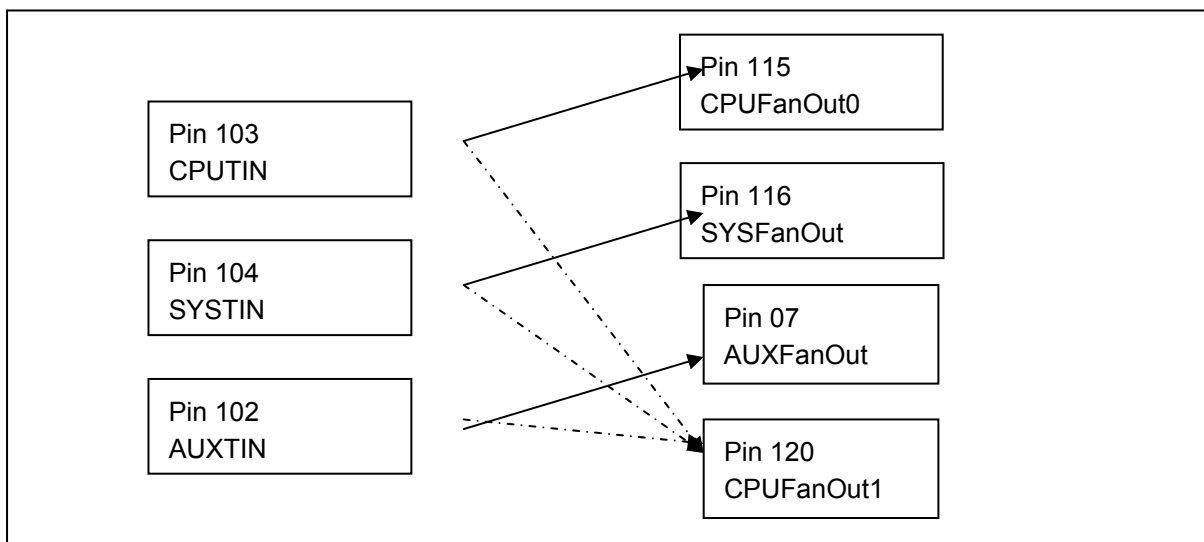 Pin 103
CPUTIN
Pin 104
SYSTIN
Pin 102
AUXTIN
Pin 115
CPUFanOut0
Pin 116
SYSFanOut
Pin 07
AUXFanOut
Pin 120
CPUFanOut1